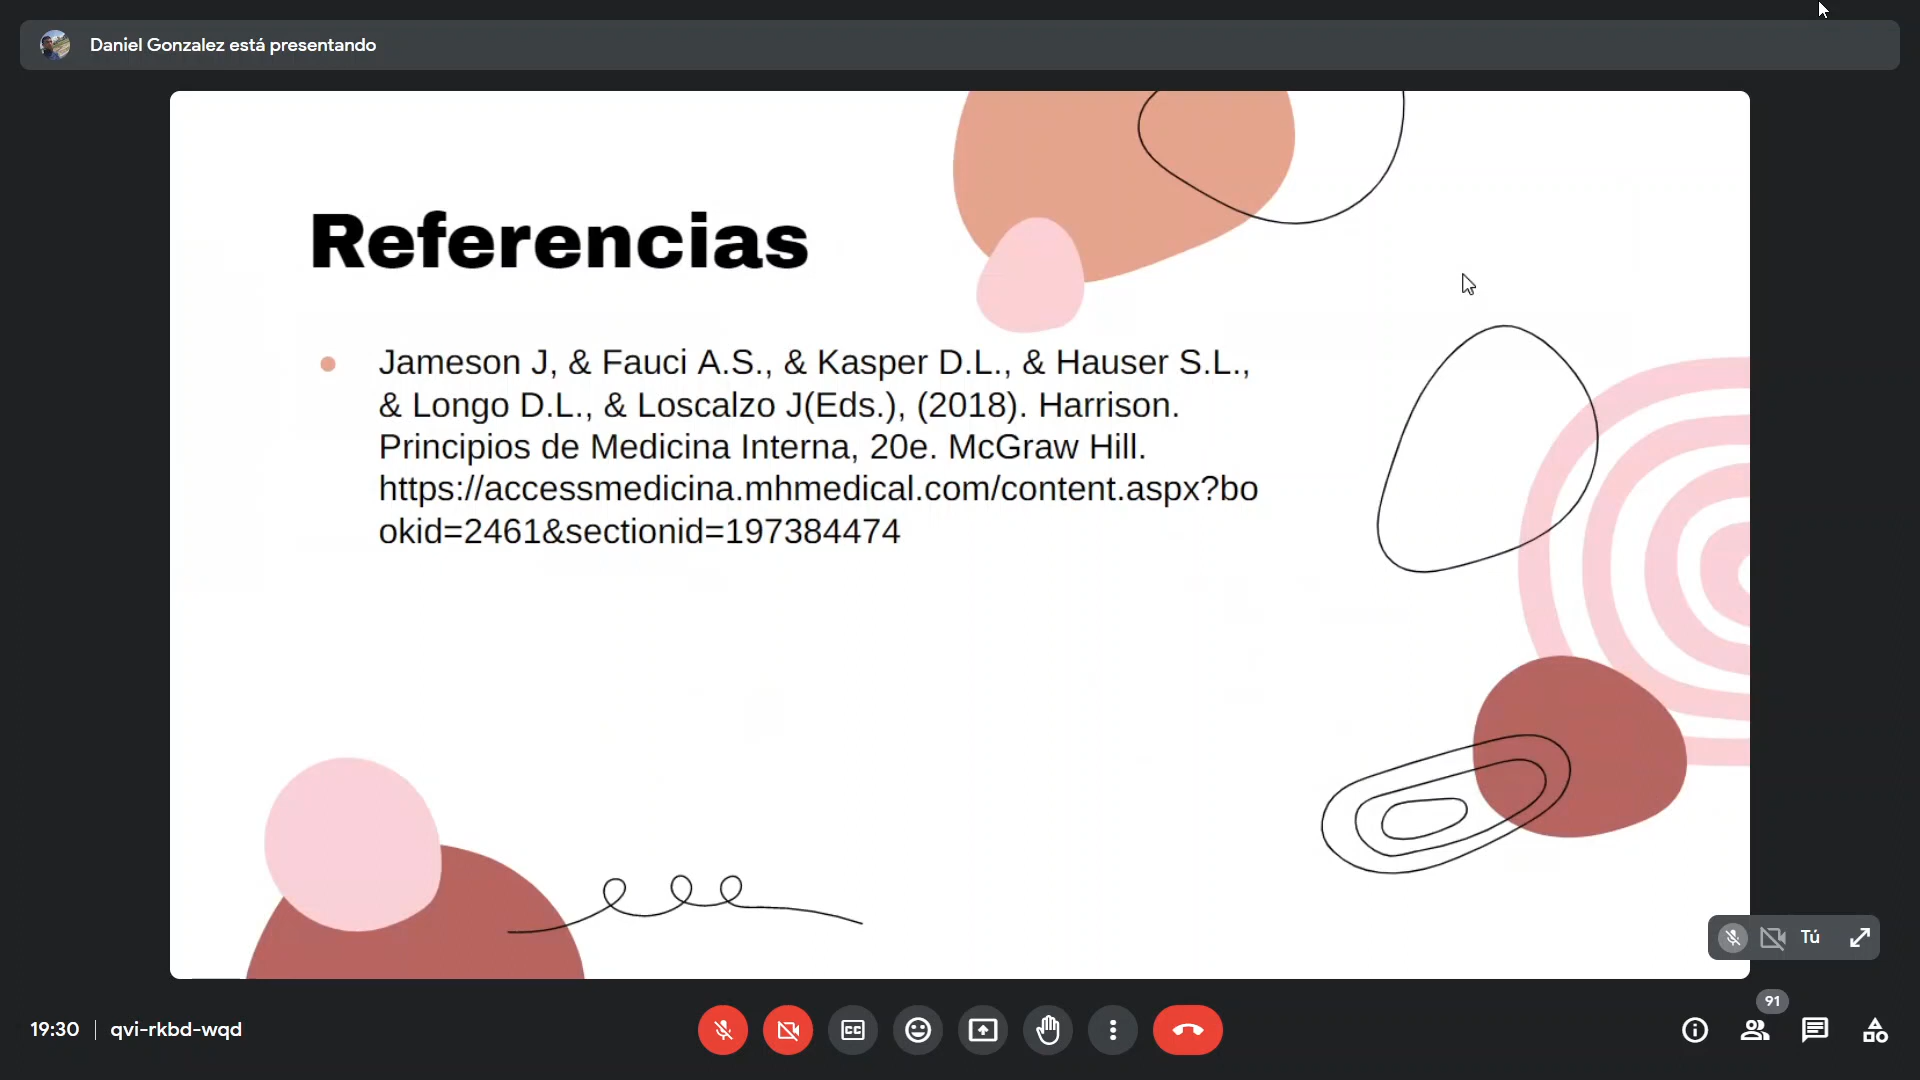 Daniel Gonzalez está presentando
Referencias
Jameson J, & Fauci A.S., & Kasper D.L., & Hauser S.L.,
& Longo D.L., & Loscalzo J(Eds.), (2018). Harrison.
Principios de Medicina Interna, 20e. McGraw Hill.
https://accessmedicina.mhmedical.com/content.aspx?bo
okid=2461&sectionid=197384474
Tú
91
19:30 | qvi-rkbd-wqd
CC